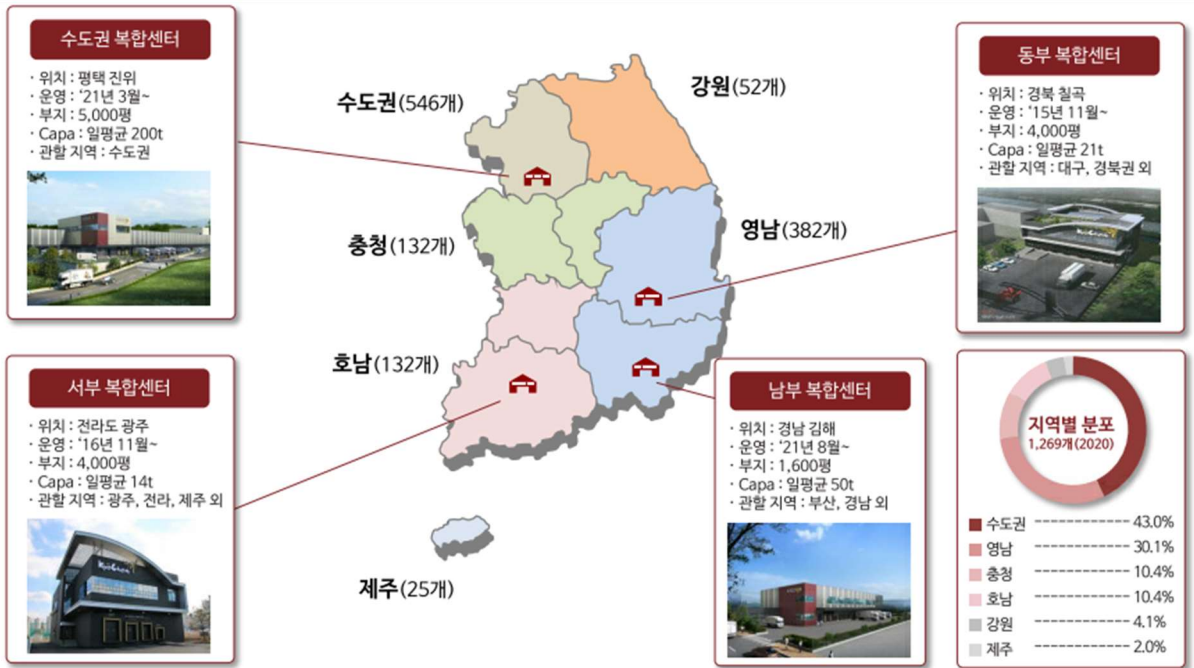 수도권 복합센터
· 위치 : 평택 진위
· 운영 : ‘21년 3월~
· 부지 : 5,000평
· Capa : 일평균 200t
· 관할 지역 : 수도권
수도권(546개)
강원(52개)
충청(132개)
영남(382개)
호남(132개)
제주(25개)
동부 복합센터
· 위치 : 경북 칠곡
· 운영 : ‘15년 11월~
· 부지 : 4,000평
· Capa : 일평균 21t
· 관할 지역 : 대구, 경북권 외
서부 복합센터
· 위치 : 전라도 광주
· 운영 : ‘16년 11월~
· 부지 : 4,000평
· Capa : 일평균 14t
· 관할 지역 : 광주, 전라, 제주 외
남부 복합센터
· 위치 : 경남 김해
· 운영 : ‘21년 8월~
· 부지 : 1,600평
· Capa : 일평균 50t
· 관할 지역 : 부산, 경남 외
지역별 분포
1,269개(2020)
수도권 43.0%
영남 30.1%
충청 10.4%
호남 10.4%
강원 4.1%
제주 2.0%